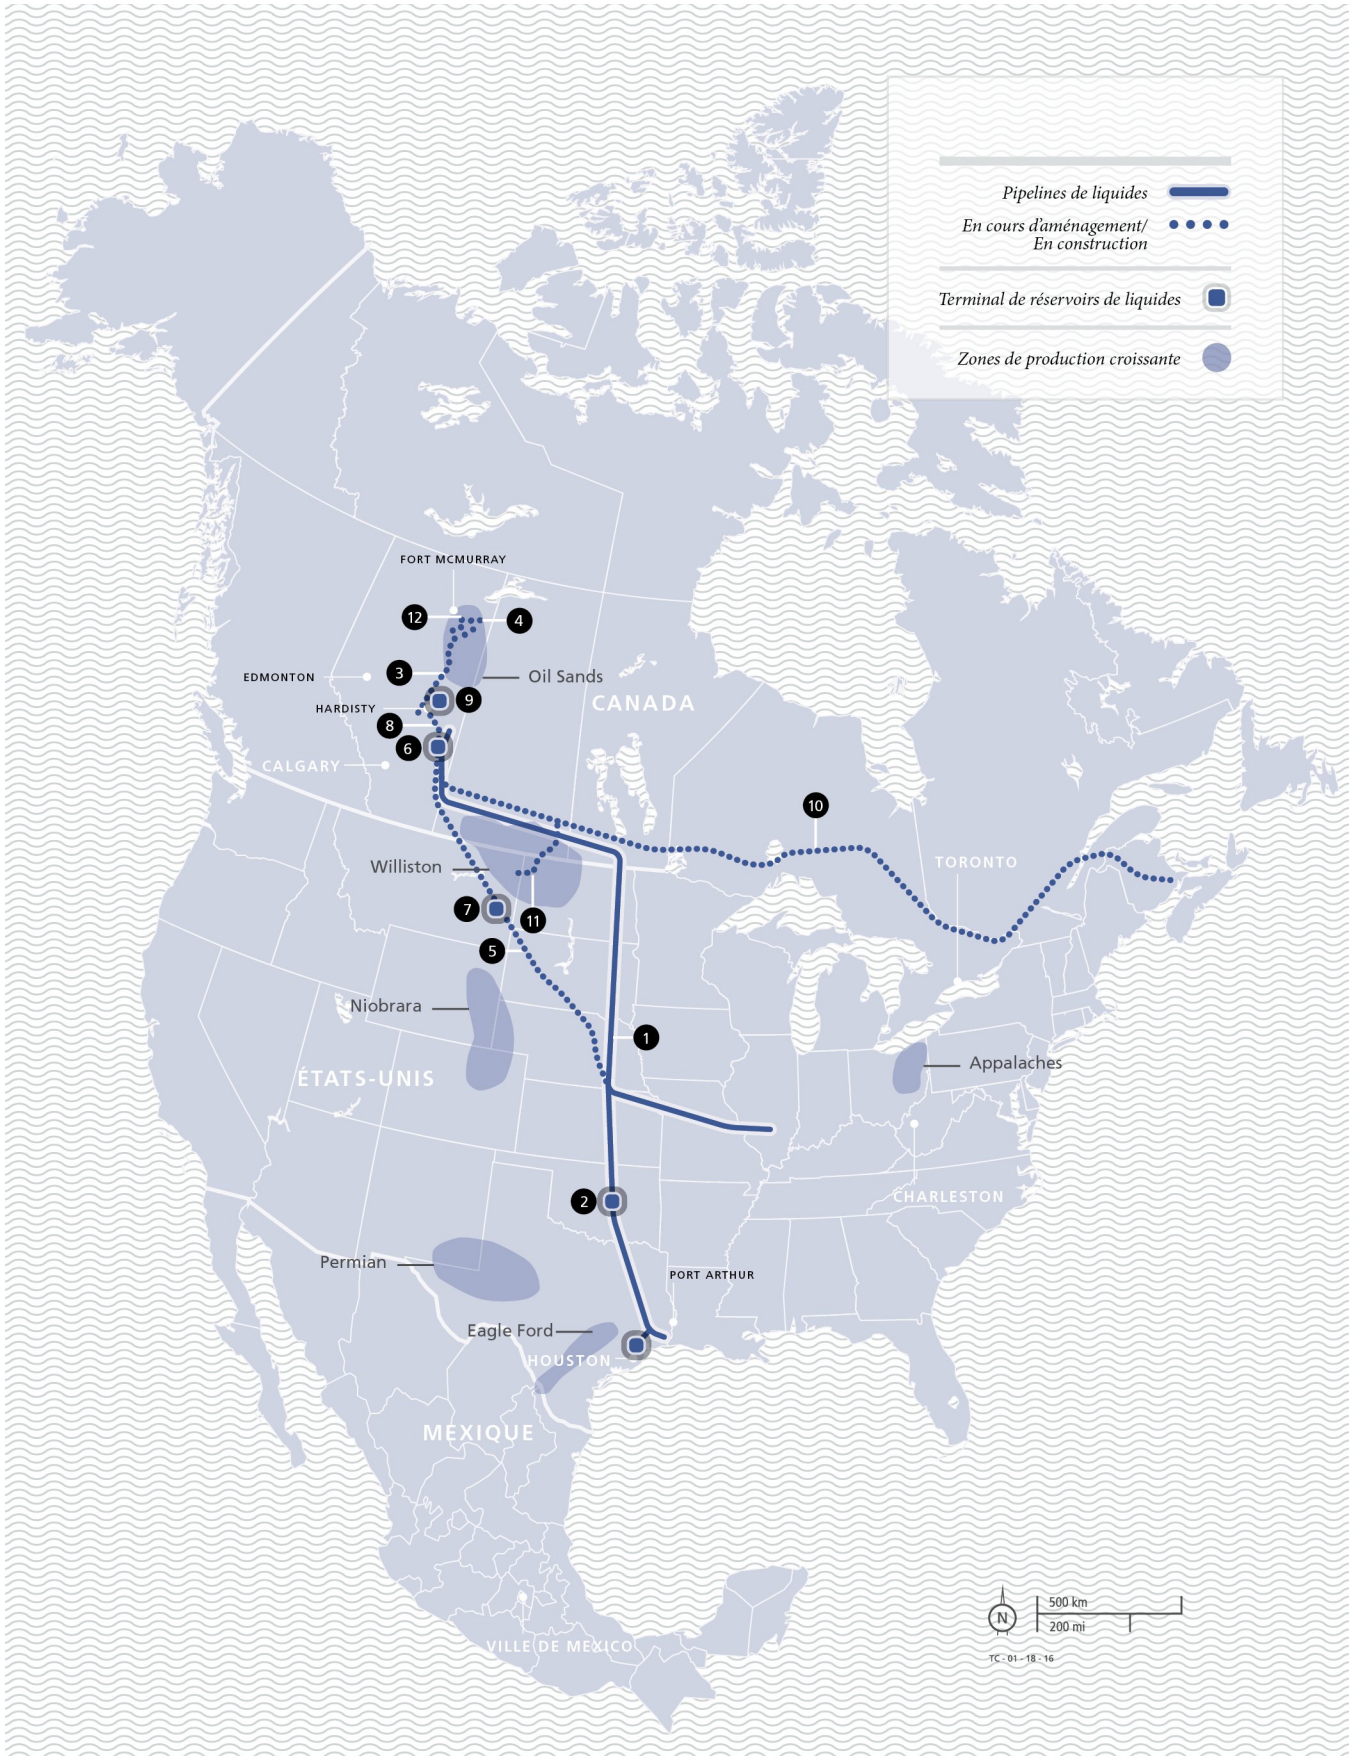 Pipelines de liquides
En cours d'aménagement/
En construction
Terminal de réservoirs de liquides
Zones de production croissante
FORT MCMURRAY
12
4
EDMONTON
3
Oil Sands
9
CANADA
HARDISTY
8
6
CALGARY
10
TORONTO
Williston
7
11
5
Niobrara
1
Appalaches
ÉTATS-UNIS
2
CHARLESTON
Permian
PORT ARTHUR
Eagle Ford
HOUSTON
MEXIQUE
VILLE DE MEXICO
N
500 km
200 mi
TC - 01 - 18 - 16